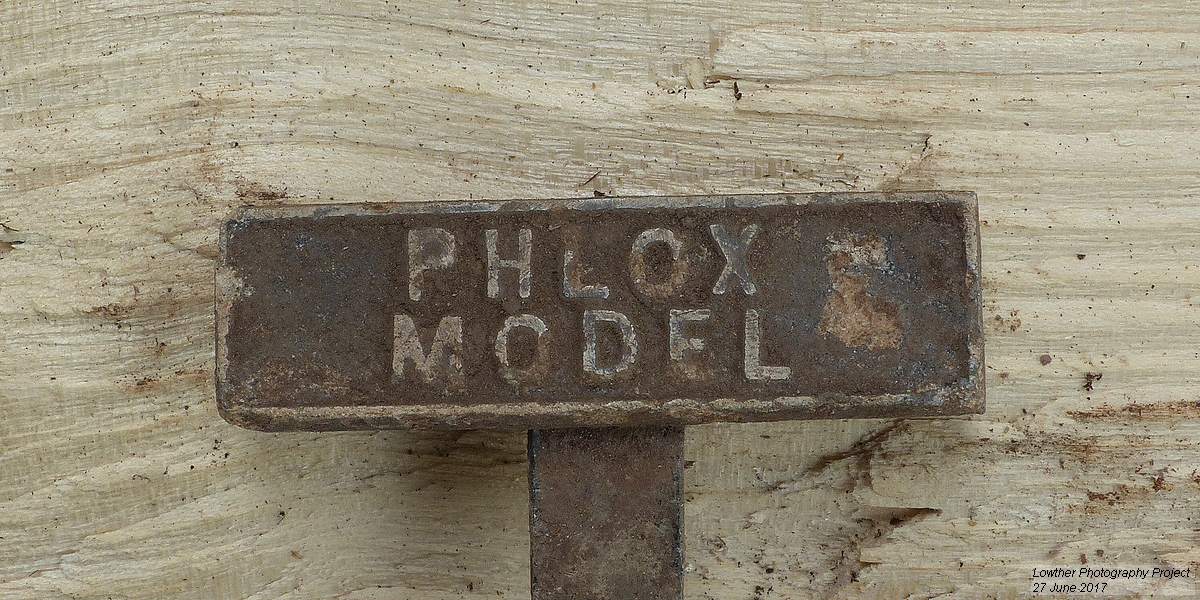 PHLOX
MODEL
Lowther Photography Project
27 June 2017